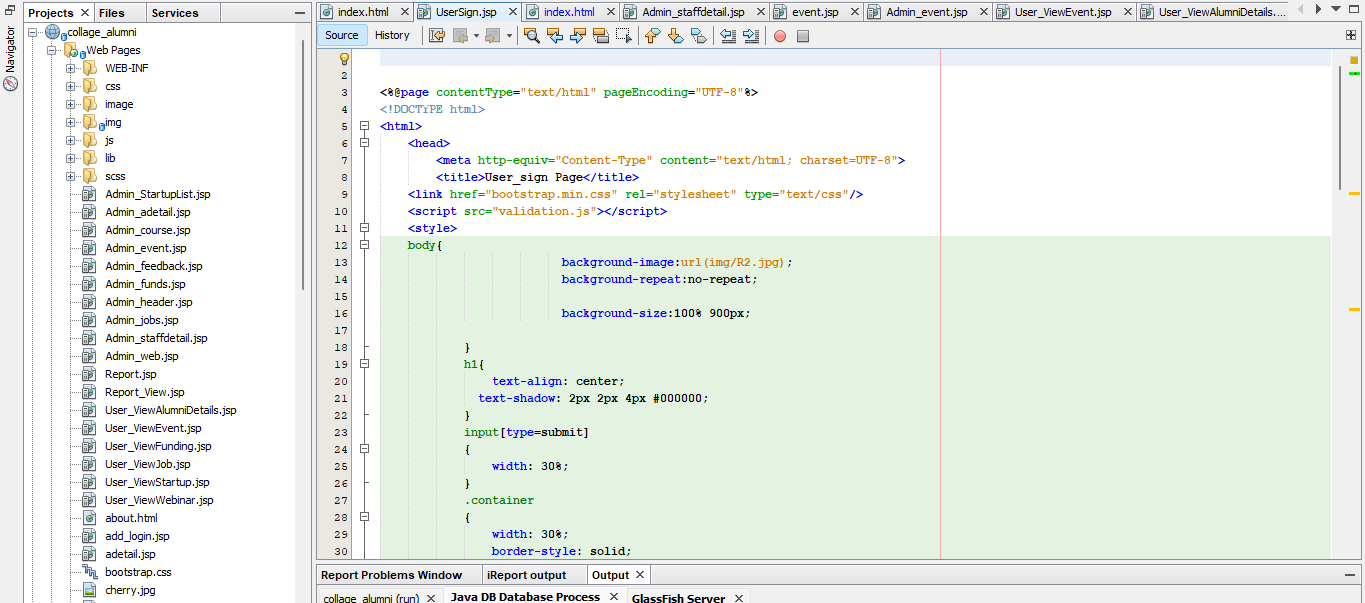 Navigator
Projects Files Services
collage_alumni
Web Pages
WEB-INF
css
image
img
js
lib
scss
Admin_StartupList.jsp
Admin_adetail.jsp
Admin_course.jsp
Admin_event.jsp
Admin_feedback.jsp
Admin_funds.jsp
Admin_header.jsp
Admin_jobs.jsp
Admin_staffdetail.jsp
Admin_web.jsp
Report.jsp
Report_View.jsp
User_ViewAlumniDetails.jsp
User_ViewEvent.jsp
User_ViewFunding.jsp
User_ViewJob.jsp
User_ViewStartup.jsp
User_ViewWebinar.jsp
about.html
add_login.jsp
adetail.jsp
bootstrap.css
cherry.jpg
index.html UserSign.jsp index.html Admin_staffdetail.jsp event.jsp Admin_event.jsp User_ViewEvent.jsp User_ViewAlumniDetails....
Source History
2
3 <%@page contentType="text/html" pageEncoding="UTF-8"%>
4 <!DOCTYPE html>
5 <html>
6 <head>
7 <meta http-equiv="Content-Type" content="text/html; charset=UTF-8">
8 <title>User_sign Page</title>
9 <link href="bootstrap.min.css" rel="stylesheet" type="text/css"/>
10 <script src="validation.js"></script>
11 <style>
12 body{
13 background-image:url(img/R2.jpg);
14 background-repeat:no-repeat;
15
16 background-size:100% 900px;
17
18 }
19 h1{
20 text-align: center;
21 text-shadow: 2px 2px 4px #000000;
22 }
23 input[type=submit]
24 {
25 width: 30%;
26 }
27 .container
28 {
29 width: 30%;
30 border-style: solid;
Report Problems Window iReport output Output
collage_alumni (run) Java DB Database Process GlassFish Server